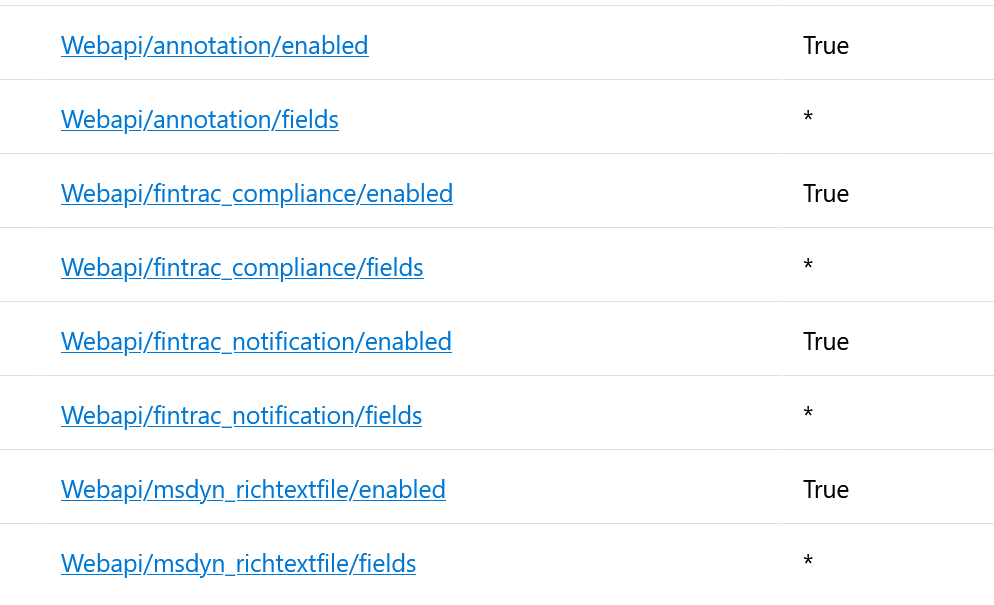 Webapi/annotation/enabled True
Webapi/annotation/fields *
Webapi/fintrac_compliance/enabled True
Webapi/fintrac_compliance/fields *
Webapi/fintrac_notification/enabled True
Webapi/fintrac_notification/fields *
Webapi/msdyn_richtextfile/enabled True
Webapi/msdyn_richtextfile/fields *